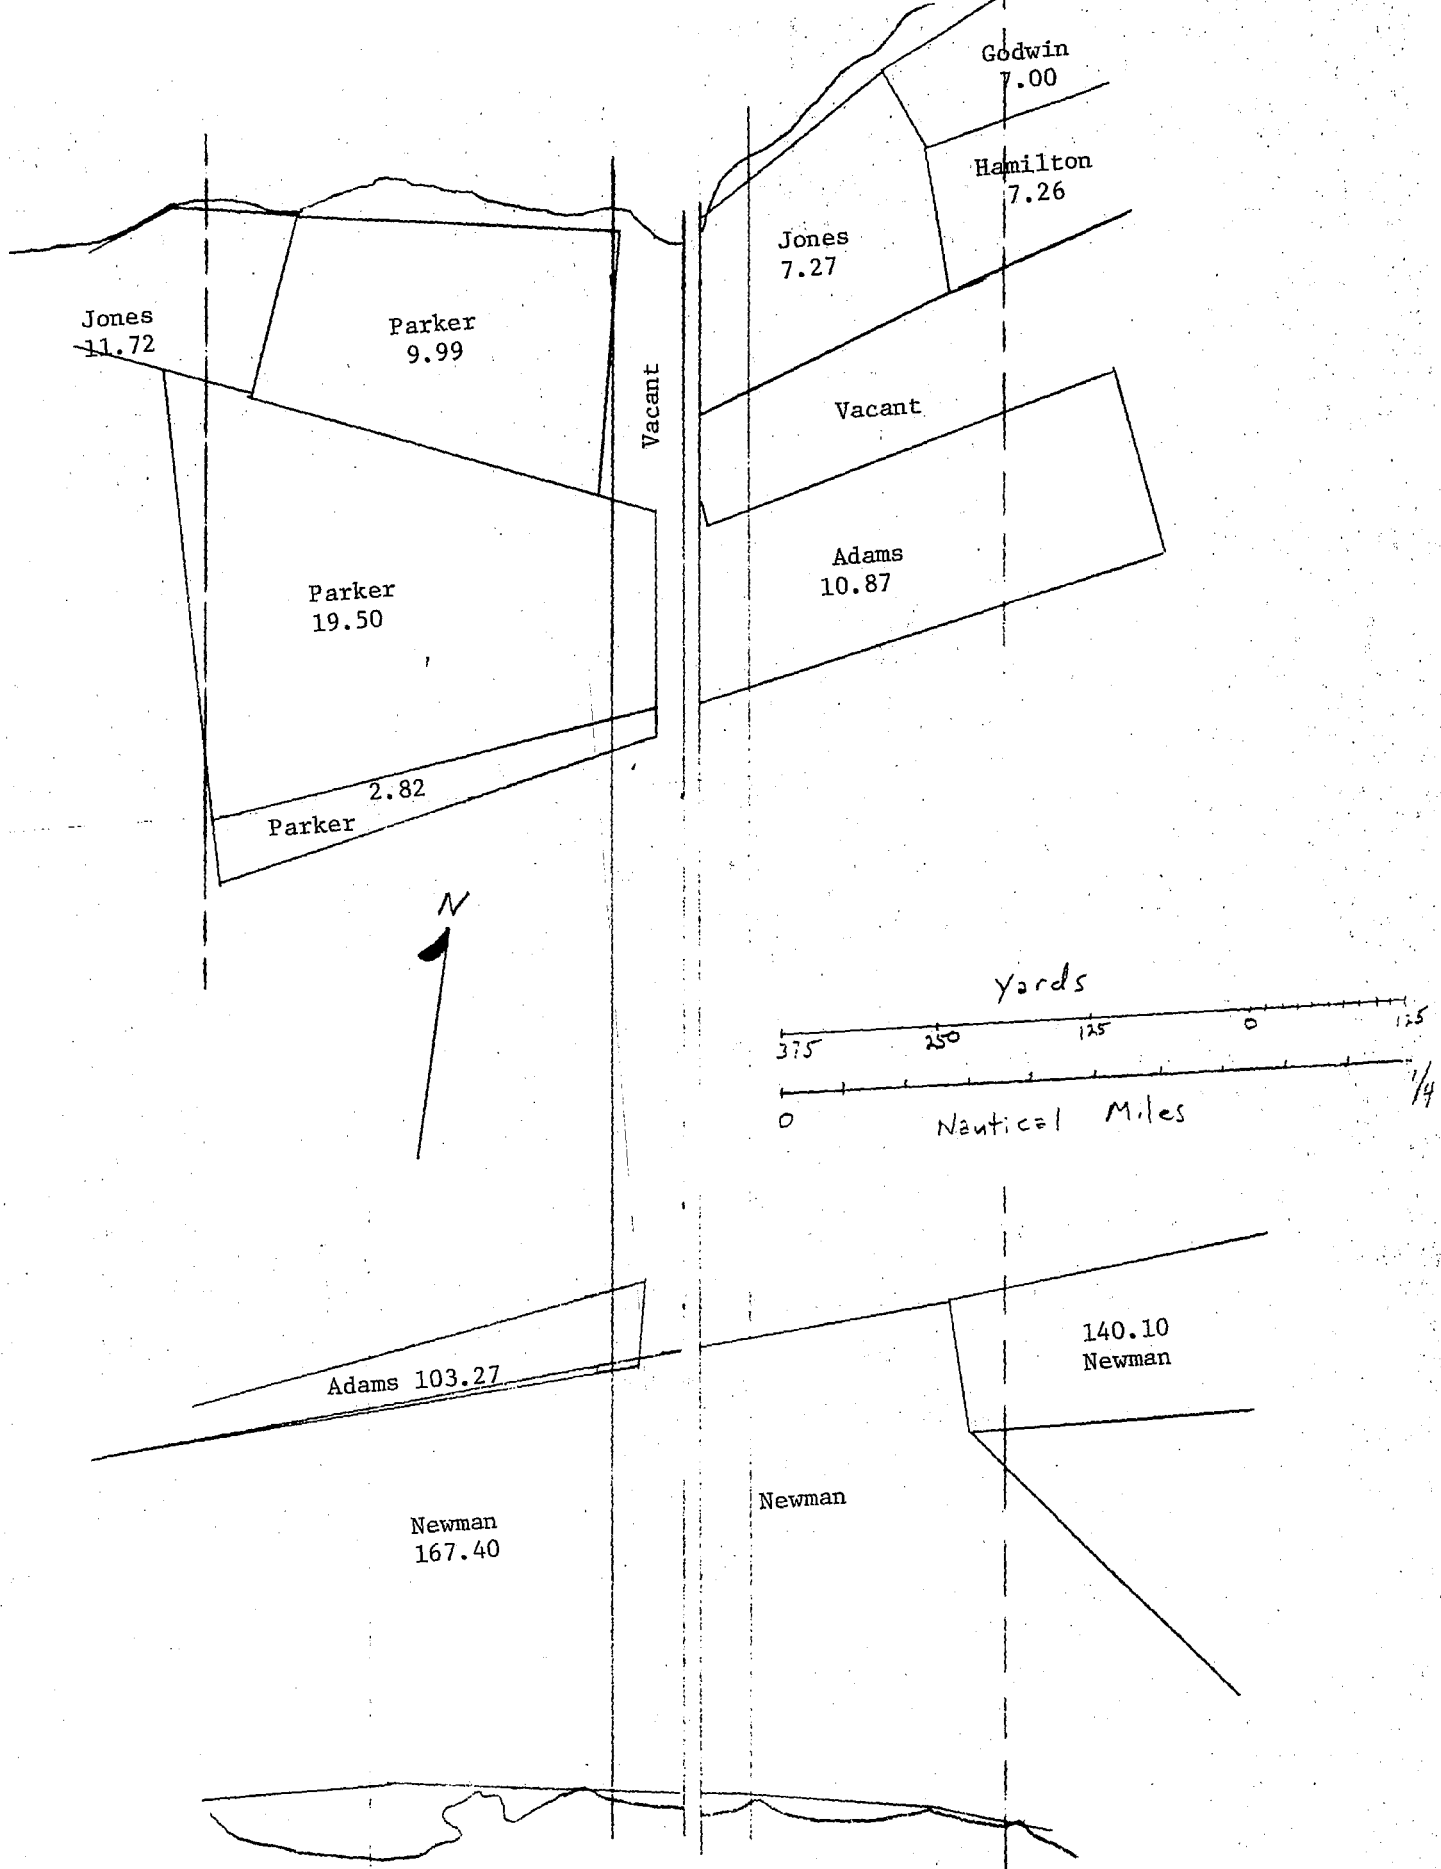 Godwin
7.00
Hamilton
7.26
Jones
7.27
Jones
11.72
Parker
9.99
Vacant
Vacant
Adams
10.87
Parker
19.50
2.82
Parker
N
Yards
375 250 125 0 125
0 1/4
Nautical Miles
Adams 103.27
140.10
Newman
Newman
167.40
Newman